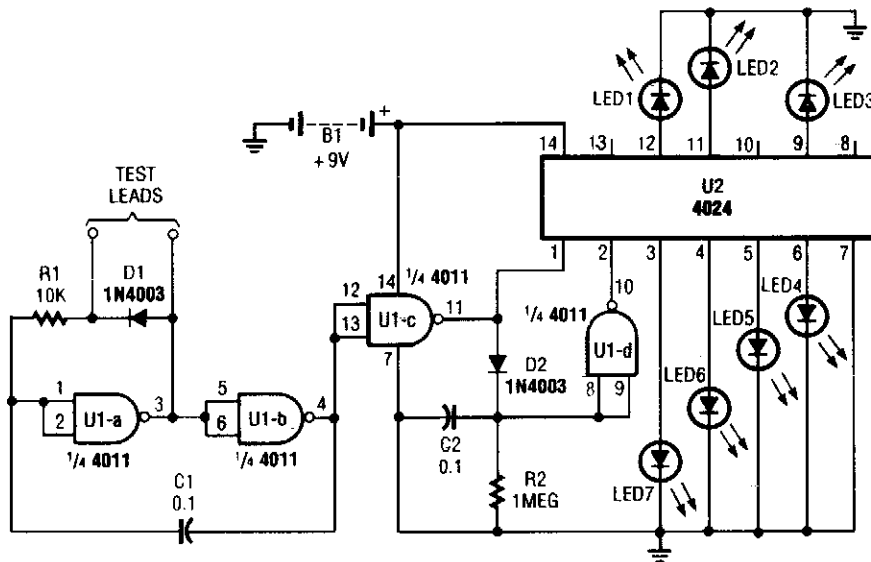 LED1
LED2
LED3
B1
+
+9V
14
13
12
11
10
9
8
U2
4024
1
2
3
4
5
6
7
TEST
LEADS
R1
10K
D1
1N4003
1
2
U1-a
3
1/4 4011
5
6
U1-b
4
1/4 4011
C1
0.1
12
13
14
1/4 4011
U1-c
11
7
10
1/4 4011
U1-d
8
9
D2
1N4003
C2
0.1
R2
1MEG
LED4
LED5
LED6
LED7